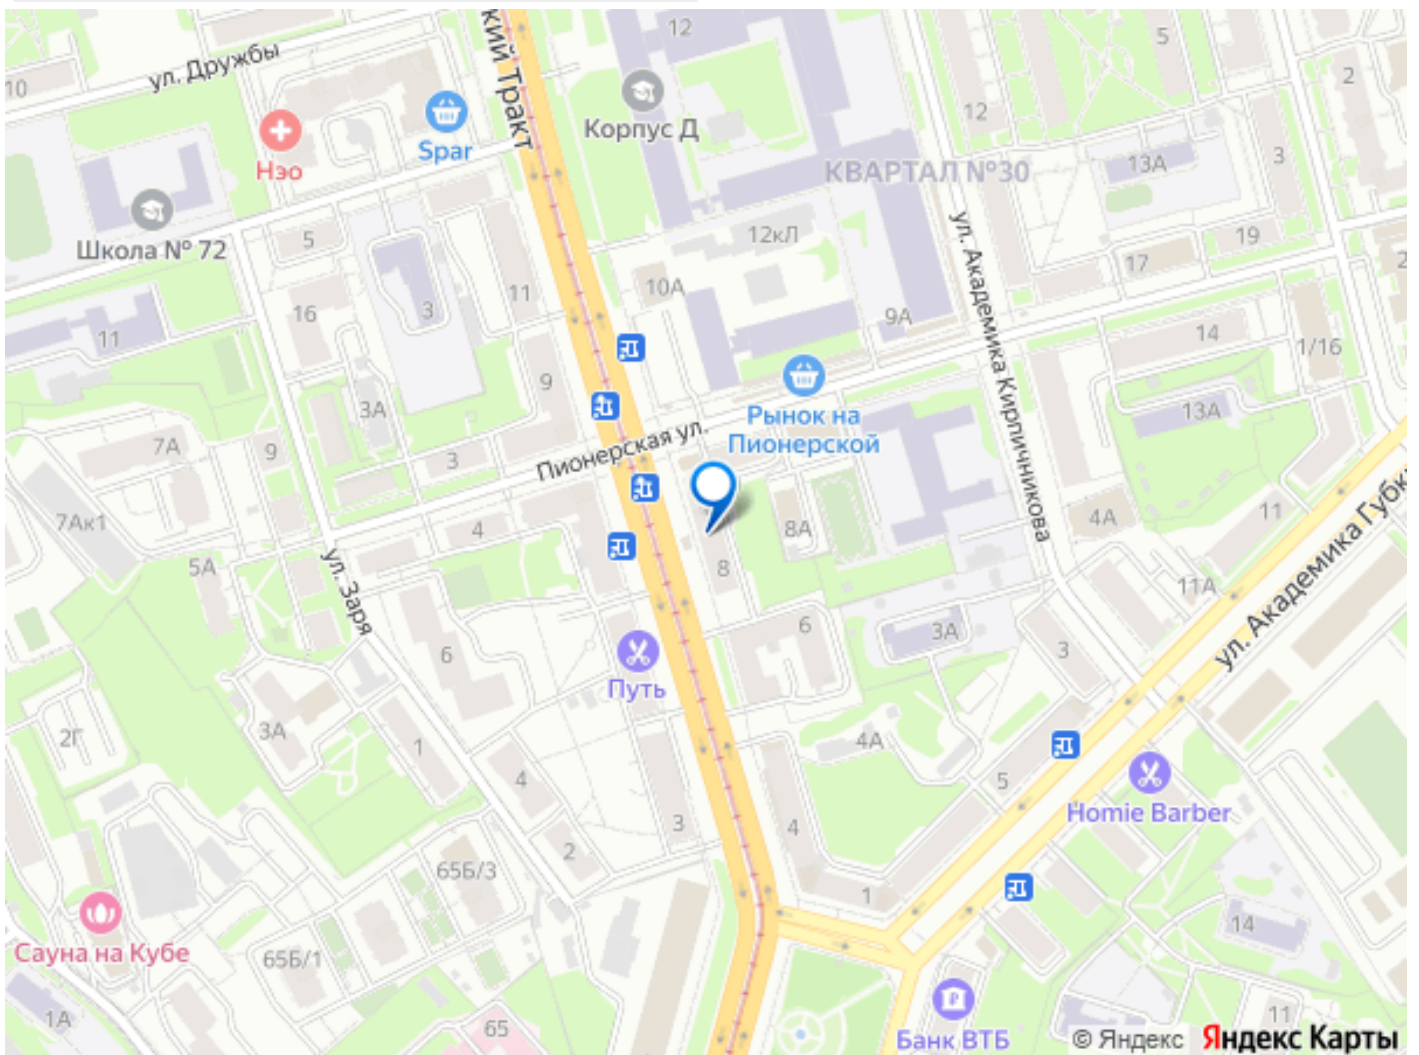 12
5
кий Тракт
ул. Дружбы
10
2
12
Spar
Нэо
Корпус Д
КВАРТАЛ №30
13А
3
Школа № 72
5
12кЛ
ул. Академика Кирпичникова
19
17
2
10А
16
3
11
9А
14
1/16
11
9
3А
Рынок на
Пионерской
13А
7А
9
3
Пионерская ул.
7Ак1
4
8А
4А
11
ул. Академика Губк
5А
ул. Заря
8
11А
6
3А
6
3
Путь
2Г
3А
1
4А
4
5
Homie Barber
3
4
2
65Б/3
1
14
Сауна на Кубе
65Б/1
1А
65
Банк ВТБ
11
© Яндекс Яндекс Карты